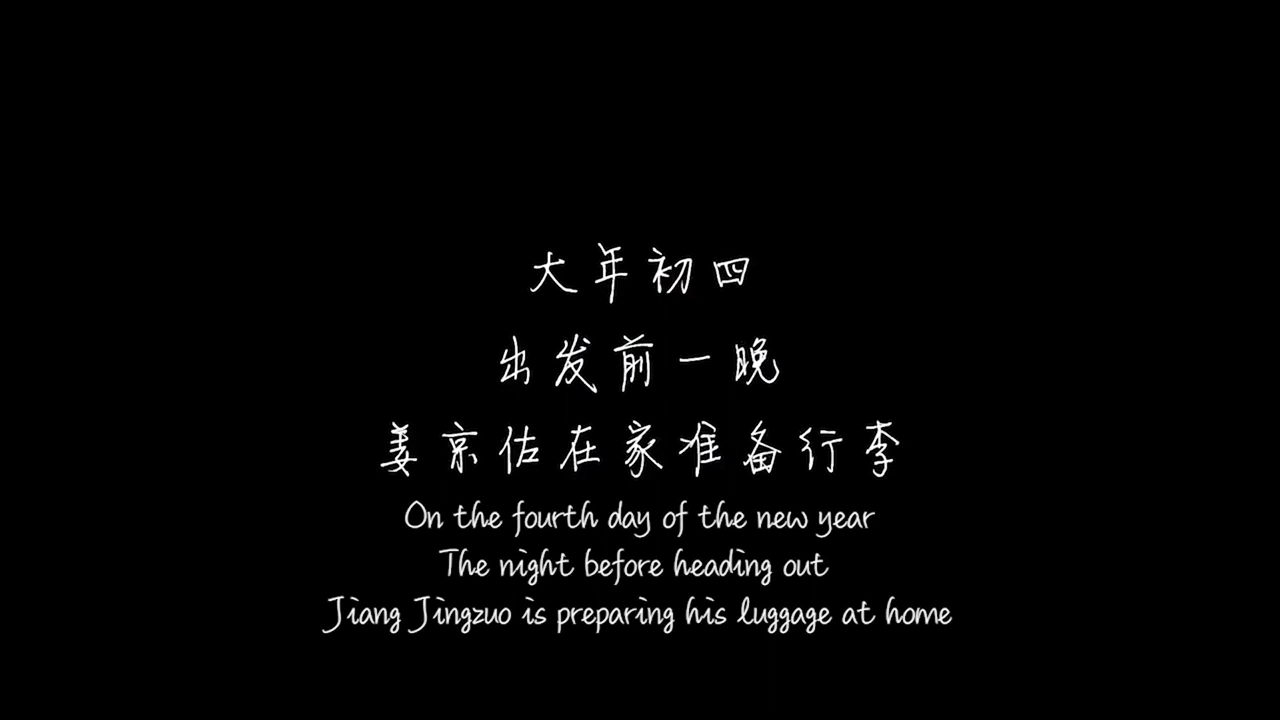 大年初四
出发前一晚
姜京佐在家准备行李
On the fourth day of the new year
The night before heading out
Jiang Jingzuo is preparing his luggage at home